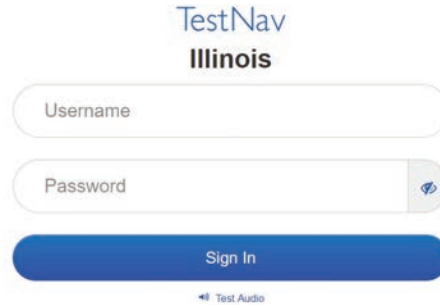 TestNav
Illinois
Username
Password
Sign In
Test Audio